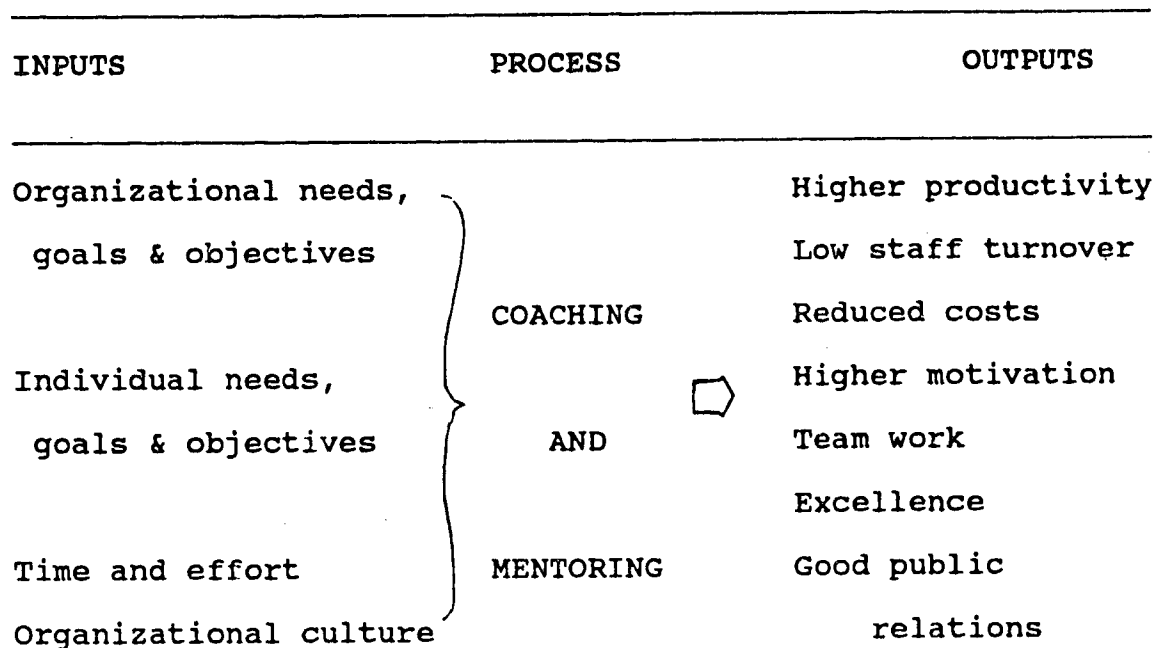 INPUTS PROCESS OUTPUTS
Organizational needs, Higher productivity
goals & objectives Low staff turnover
COACHING Reduced costs
Individual needs, Higher motivation
goals & objectives AND Team work
Excellence
Time and effort MENTORING Good public
Organizational culture relations